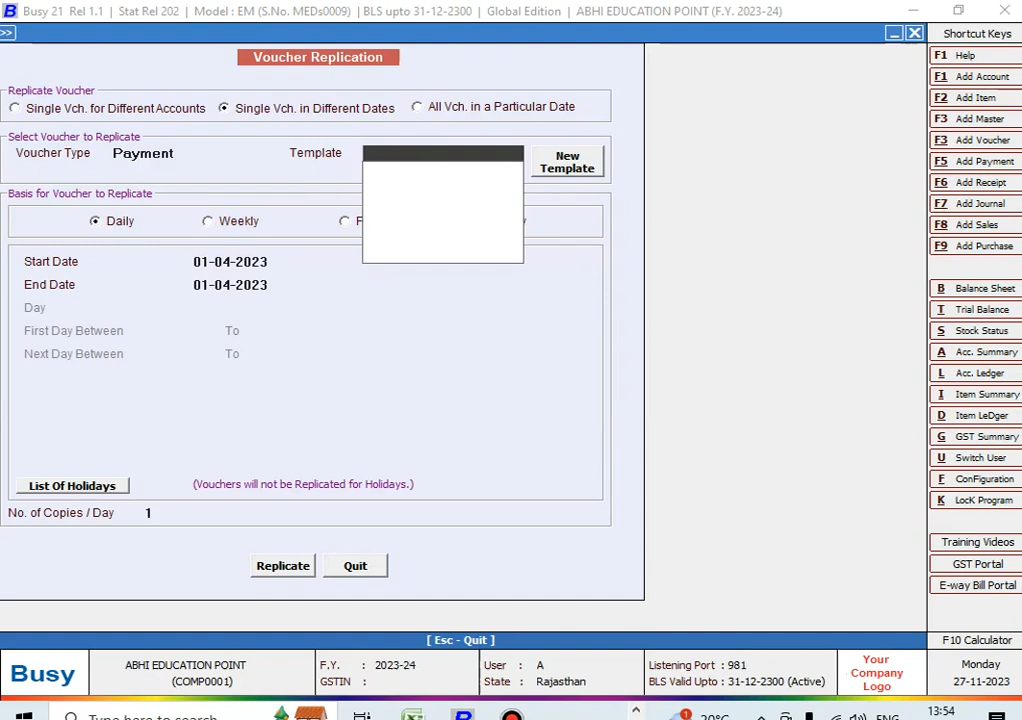 Busy 21 Rel 1.1 | Stat Rel 202 | Model : EM (S.No. MEDs0009) | BLS upto 31-12-2300 | Global Edition | ABHI EDUCATION POINT (F.Y. 2023-24)
>>
Shortcut Keys
Voucher Replication
F1 Help
F1 Add Account
F2 Add Item
F3 Add Master
F3 Add Voucher
F5 Add Payment
F6 Add Receipt
F7 Add Journal
F8 Add Sales
F9 Add Purchase
B Balance Sheet
T Trial Balance
S Stock Status
A Acc. Summary
L Acc. Ledger
I Item Summary
D Item LeDger
G GST Summary
U Switch User
F ConFiguration
K LocK Program
Training Videos
GST Portal
E-way Bill Portal
Replicate Voucher
Single Vch. for Different Accounts Single Vch. in Different Dates All Vch. in a Particular Date
Select Voucher to Replicate
Voucher Type Payment Template New Template
Basis for Voucher to Replicate
Daily Weekly F y
Start Date 01-04-2023
End Date 01-04-2023
Day
First Day Between To
Next Day Between To
List Of Holidays (Vouchers will not be Replicated for Holidays.)
No. of Copies / Day 1
Replicate Quit
[ Esc - Quit ]
F10 Calculator
Busy
ABHI EDUCATION POINT
(COMP0001)
F.Y. : 2023-24
GSTIN :
User : A
State : Rajasthan
Listening Port : 981
BLS Valid Upto : 31-12-2300 (Active)
Your
Company
Logo
Monday
27-11-2023
Type here to search
20°C
ENG
13:54